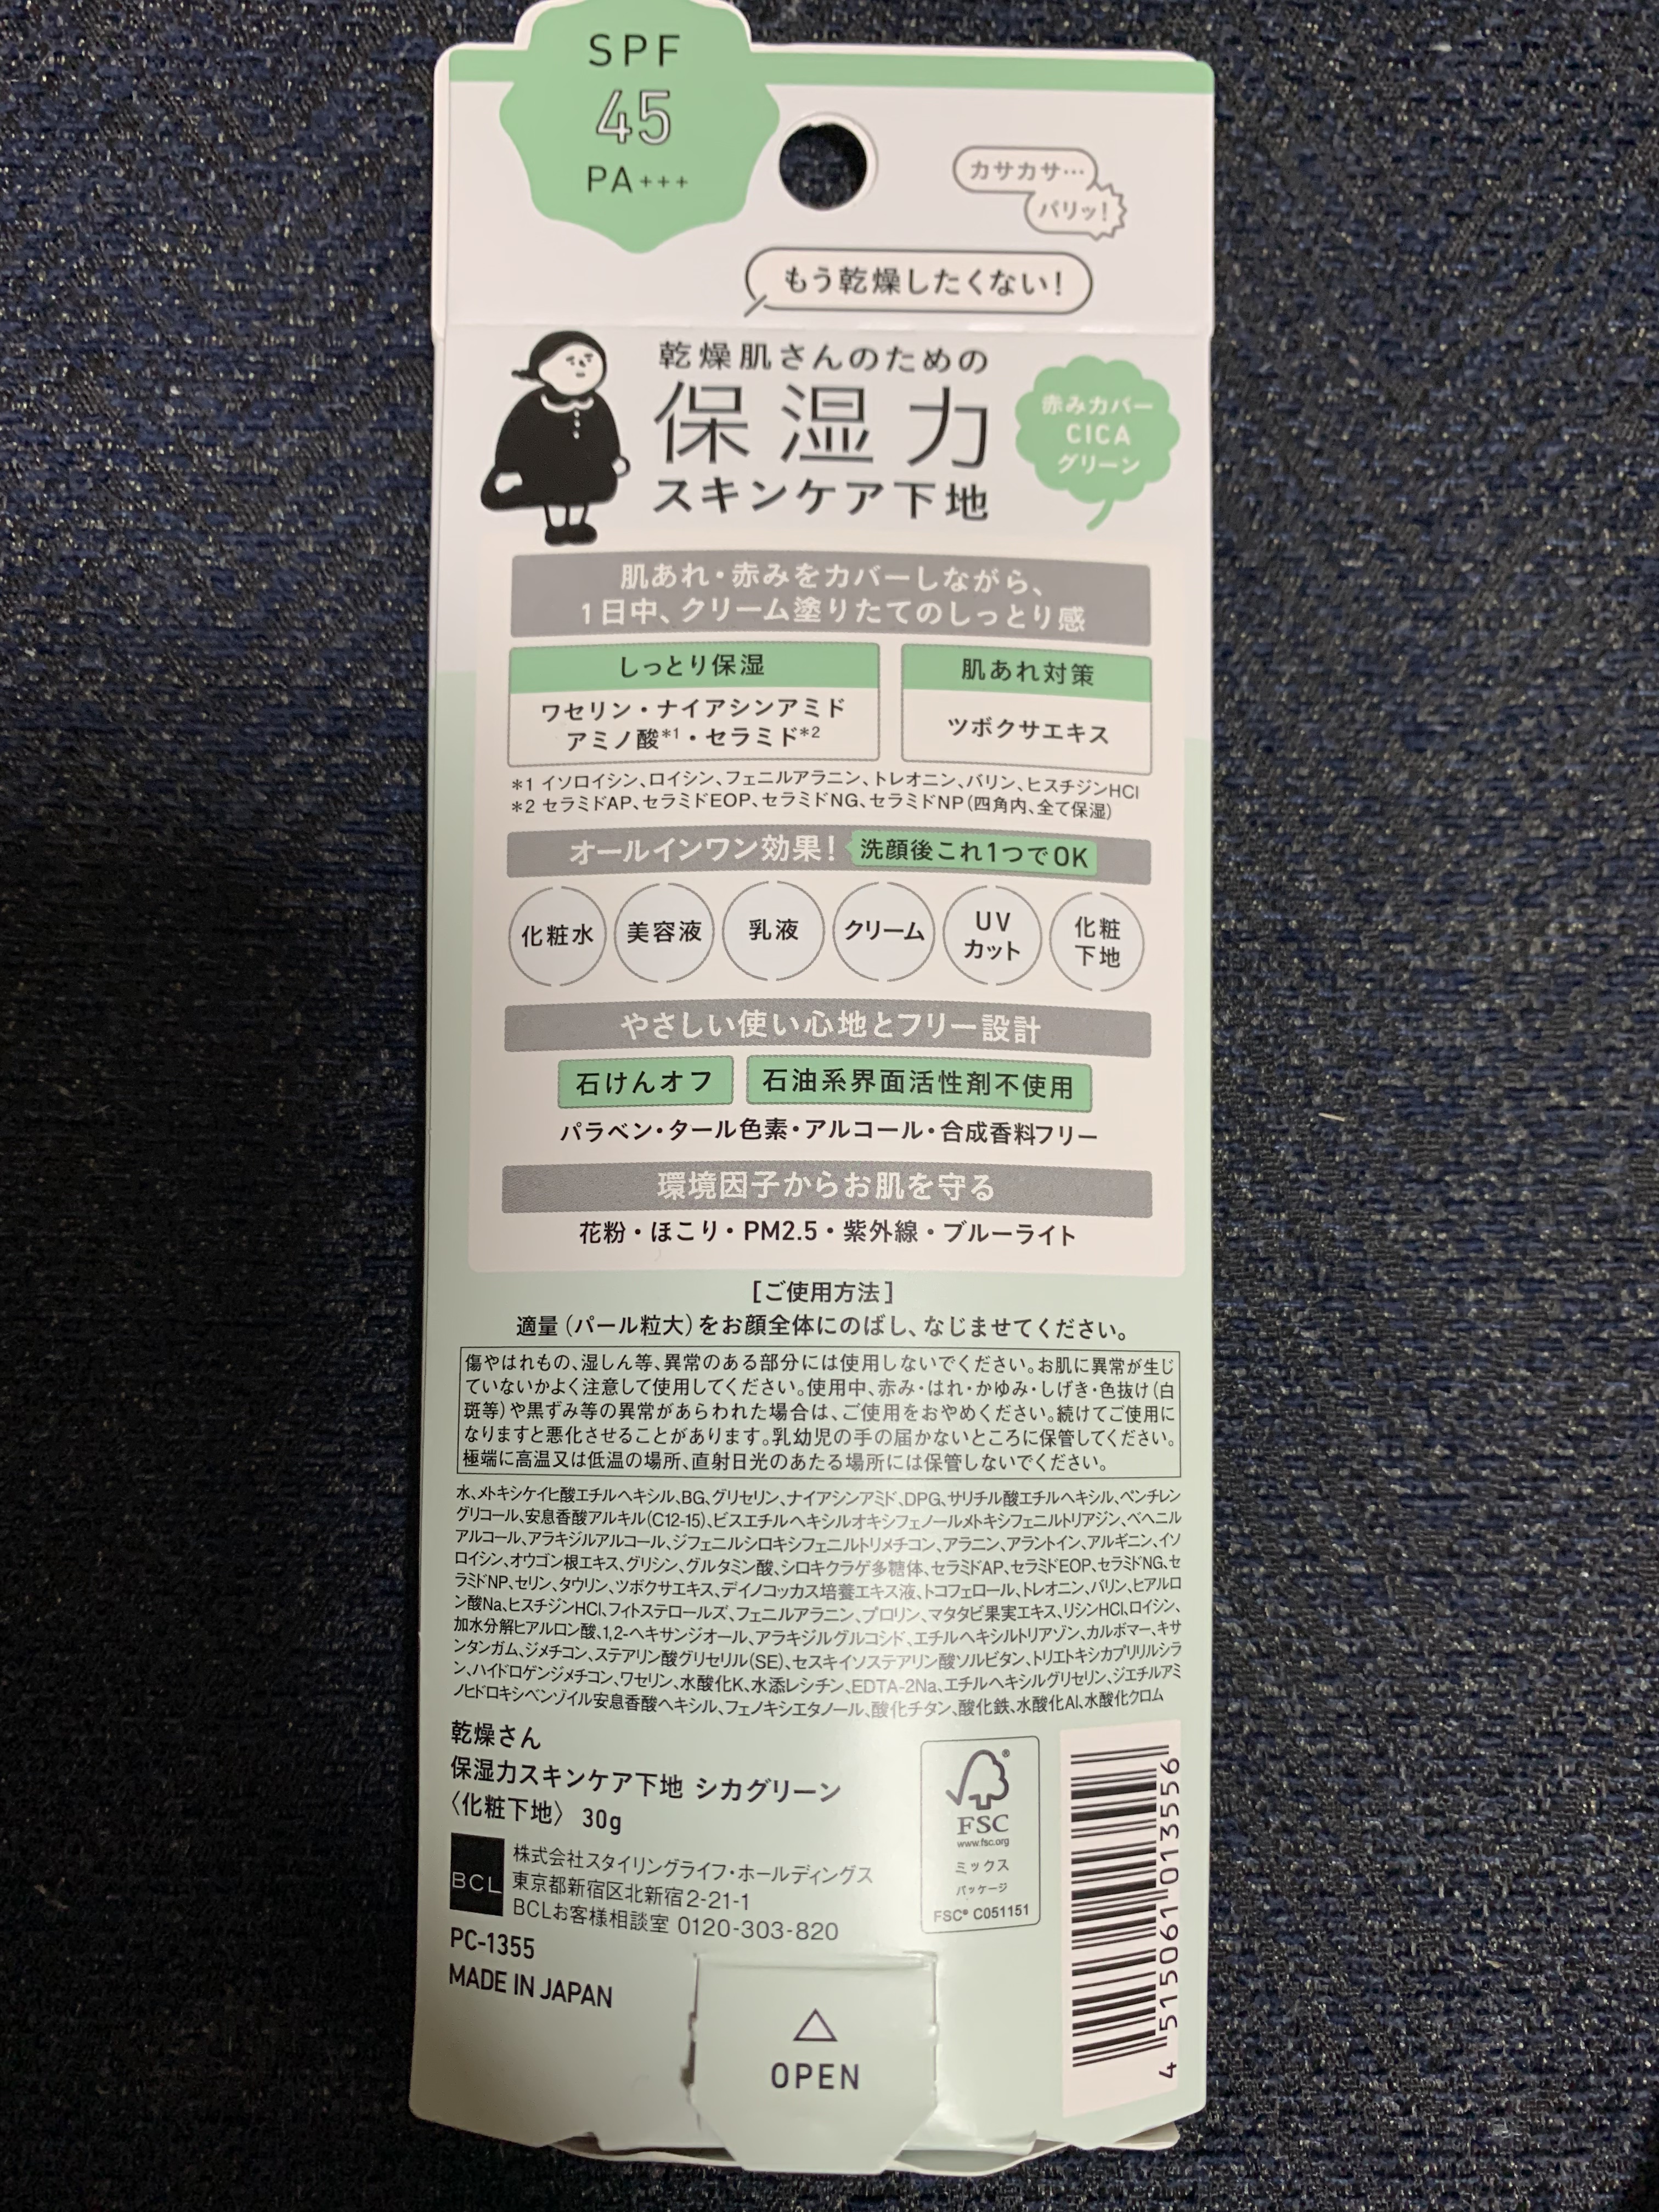 SPF
45
PA+++
カサカサ…
パリッ!
もう乾燥したくない!
乾燥肌さんのための
保湿力
スキンケア下地
赤みカバー
CICA
グリーン
肌あれ・赤みをカバーしながら、
1日中、クリーム塗りたてのしっとり感
しっとり保湿
ワセリン・ナイアシンアミド
アミノ酸*1・セラミド*2
肌あれ対策
ツボクサエキス
*1 イソロイシン、ロイシン、フェニルアラニン、トレオニン、バリン、ヒスチジンHCl
*2 セラミドAP、セラミドEOP、セラミドNG、セラミドNP(四角内、全て保湿)
オールインワン効果! 洗顔後これ1つでOK
化粧水
美容液
乳液
クリーム
UV
カット
化粧
下地
やさしい使い心地とフリー設計
石けんオフ
石油系界面活性剤不使用
パラベン・タール色素・アルコール・合成香料フリー
環境因子からお肌を守る
花粉・ほこり・PM2.5・紫外線・ブルーライト
[ご使用方法]
適量(パール粒大)をお顔全体にのばし、なじませてください。
傷やはれもの、湿しん等、異常のある部分には使用しないでください。お肌に異常が生じ
ていないかよく注意して使用してください。使用中、赤み・はれ・かゆみ・しげき・色抜け(白
斑等)や黒ずみ等の異常があらわれた場合は、ご使用をおやめください。続けてご使用に
なりますと悪化させることがあります。乳幼児の手の届かないところに保管してください。
極端に高温又は低温の場所、直射日光のあたる場所には保管しないでください。
水、メトキシケイヒ酸エチルヘキシル、BG、グリセリン、ナイアシンアミド、DPG、サリチル酸エチルヘキシル、ペンチレン
グリコール、安息香酸アルキル(C12-15)、ビスエチルヘキシルオキシフェノールメトキシフェニルトリアジン、ベヘニル
アルコール、アラキジルアルコール、ジフェニルシロキシフェニルトリメチコン、アラニン、アラントイン、アルギニン、イソ
ロイシン、オウゴン根エキス、グリシン、グルタミン酸、シロキクラゲ多糖体、セラミドAP、セラミドEOP、セラミドNG、セ
ラミドNP、セリン、タウリン、ツボクサエキス、デイノコッカス培養エキス液、トコフェロール、トレオニン、バリン、ヒアルロ
ン酸Na、ヒスチジンHCl、フィトステロールズ、フェニルアラニン、プロリン、マタタビ果実エキス、リシンHCl、ロイシン、
加水分解ヒアルロン酸、1,2-ヘキサンジオール、アラキジルグルコシド、エチルヘキシルトリアゾン、カルボマー、キサ
ンタンガム、ジメチコン、ステアリン酸グリセリル(SE)、セスキイソステアリン酸ソルビタン、トリエトキシカプリリルシラ
ン、ハイドロゲンジメチコン、ワセリン、水酸化K、水添レシチン、EDTA-2Na、エチルヘキシルグリセリン、ジエチルアミ
ノヒドロキシベンゾイル安息香酸ヘキシル、フェノキシエタノール、酸化チタン、酸化鉄、水酸化Al、水酸化クロム
乾燥さん
保湿力スキンケア下地 シカグリーン
〈化粧下地〉 30g
BCL
株式会社スタイリングライフ・ホールディングス
東京都新宿区北新宿2-21-1
BCLお客様相談室 0120-303-820
PC-1355
MADE IN JAPAN
FSC
www.fsc.org
ミックス
パッケージ
FSC® C051151
4 515061 013556
OPEN